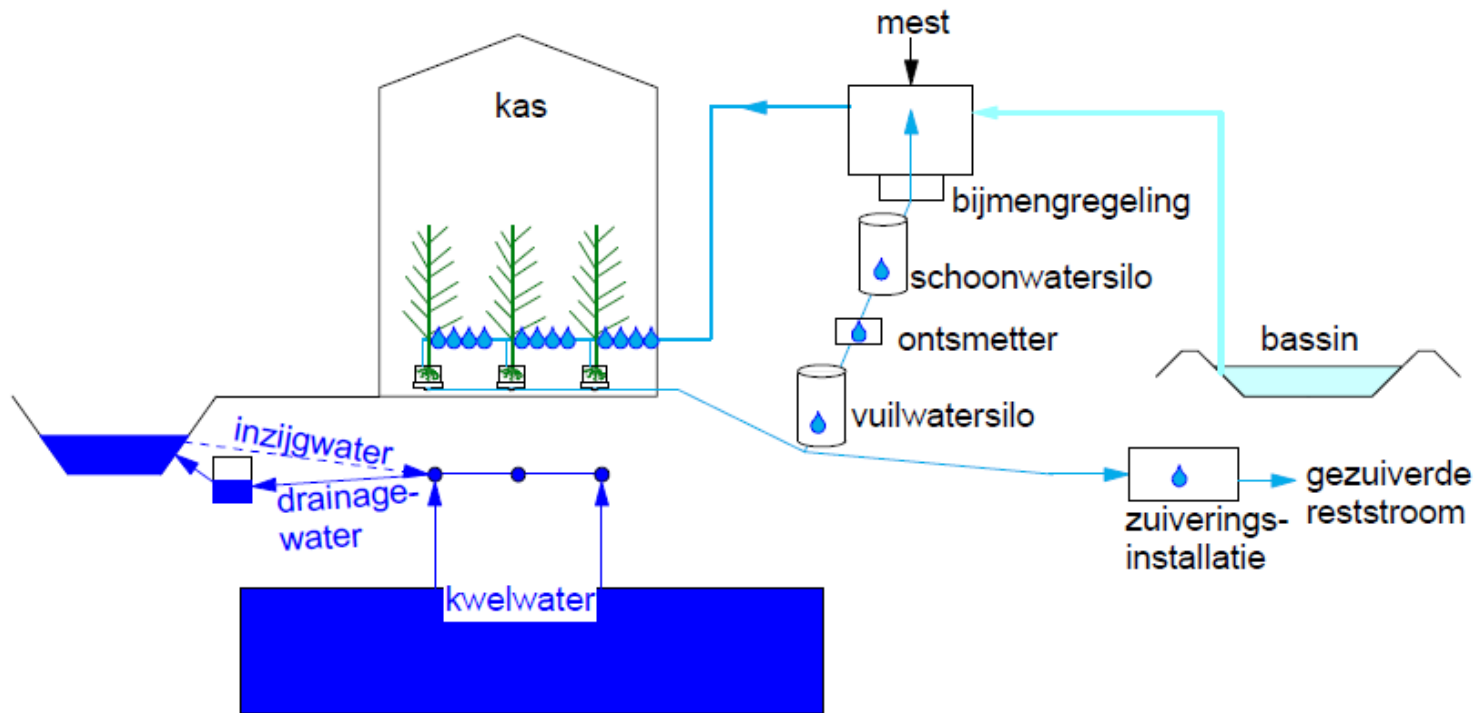 mest
kas
bijmengregeling
schoonwatersilo
ontsmetter
bassin
vuilwatersilo
inzijgwater
drainage-
water
gezuiverde
reststroom
zuiverings-
installatie
kwelwater